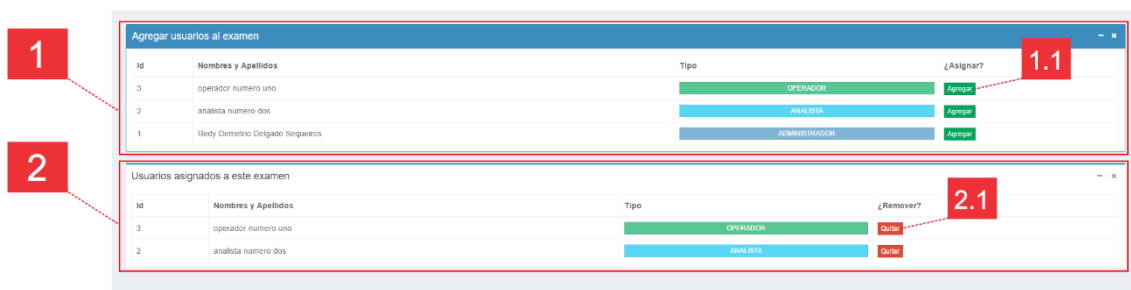 1
Agregar usuarios al examen
Id Nombres y Apellidos Tipo ¿Asignar?
1.1
3 operador numero uno OPERADOR Agregar
2 analista numero dos ANALISTA Agregar
1 Redy Demetrio Delgado Sequeiros ADMINISTRADOR Agregar
2
Usuarios asignados a este examen
Id Nombres y Apellidos Tipo ¿Remover?
2.1
3 operador numero uno OPERADOR Quitar
2 analista numero dos ANALISTA Quitar